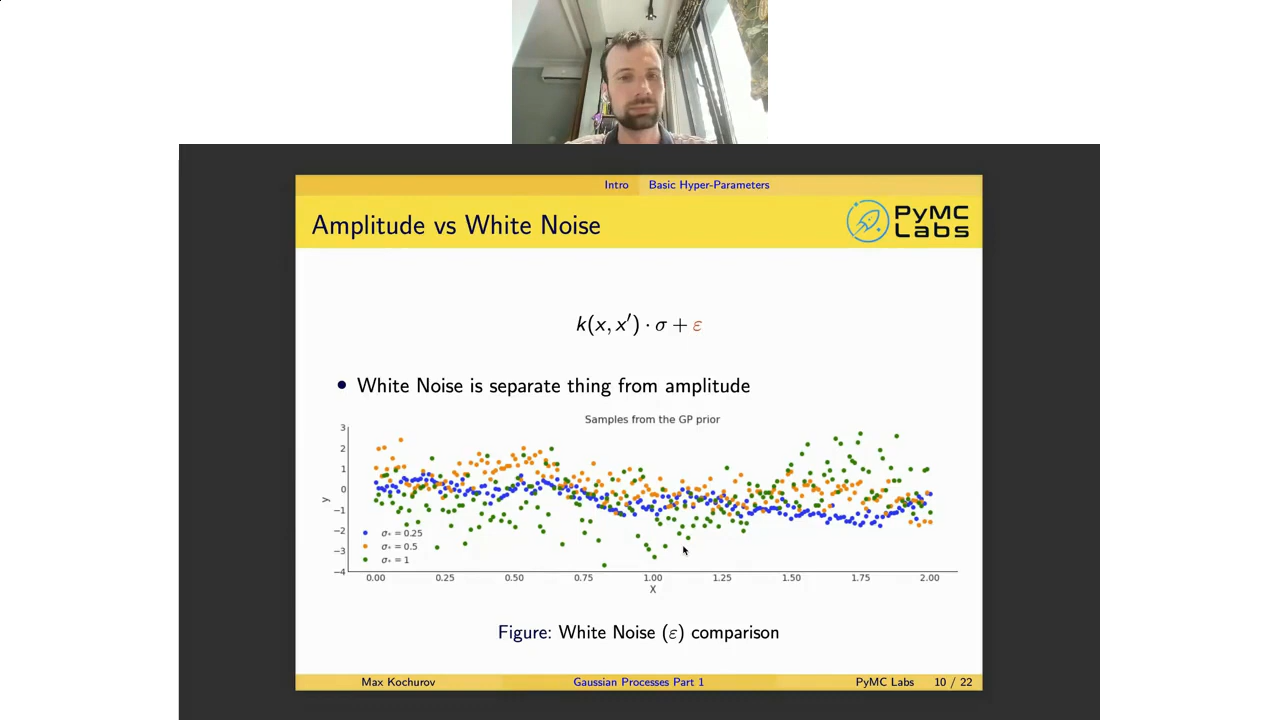 Intro Basic Hyper-Parameters
Amplitude vs White Noise
PyMC
Labs
k(x, x′) · σ + ε
• White Noise is separate thing from amplitude
Samples from the GP prior
3
2
1
0
−1
−2
−3
−4
y
σ* = 0.25
σ* = 0.5
σ* = 1
0.00 0.25 0.50 0.75 1.00 1.25 1.50 1.75 2.00
X
Figure: White Noise (ε) comparison
Max Kochurov Gaussian Processes Part 1 PyMC Labs 10 / 22